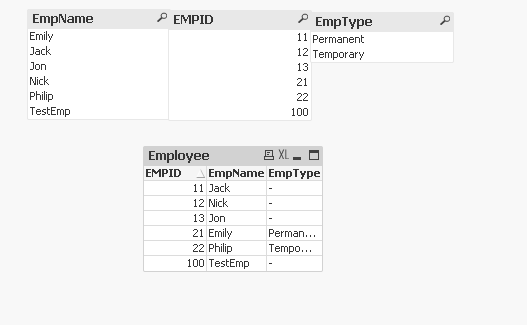 EmpName EMPID EmpType
Emily 11 Permanent
Jack 12 Temporary
Jon 13
Nick 21
Philip 22
TestEmp 100
Employee XL
EMPID EmpName EmpType
11 Jack -
12 Nick -
13 Jon -
21 Emily Perman...
22 Philip Tempo...
100 TestEmp -